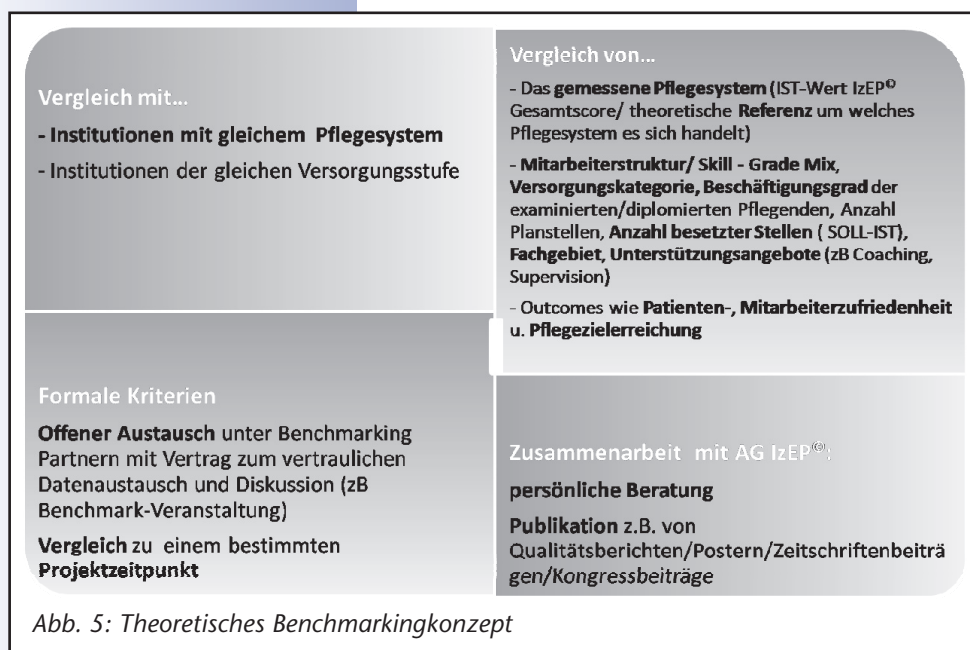 Vergleich mit...
- Institutionen mit gleichem Pflegesystem
- Institutionen der gleichen Versorgungsstufe
Vergleich von...
- Das gemessene Pflegesystem (IST-Wert IzEP©
Gesamtscore/ theoretische Referenz um welches
Pflegesystem es sich handelt)
- Mitarbeiterstruktur/ Skill - Grade Mix,
Versorgungskategorie, Beschäftigungsgrad der
examinierten/diplomierten Pflegenden, Anzahl
Planstellen, Anzahl besetzter Stellen ( SOLL-IST),
Fachgebiet, Unterstützungsangebote (zB Coaching,
Supervision)
- Outcomes wie Patienten-, Mitarbeiterzufriedenheit
u. Pflegezielerreichung
Formale Kriterien
Offener Austausch unter Benchmarking
Partnern mit Vertrag zum vertraulichen
Datenaustausch und Diskussion (zB
Benchmark-Veranstaltung)
Vergleich zu einem bestimmten
Projektzeitpunkt
Zusammenarbeit mit AG IzEP©:
persönliche Beratung
Publikation z.B. von
Qualitätsberichten/Postern/Zeitschriftenbeiträ
gen/Kongressbeiträge
Abb. 5: Theoretisches Benchmarkingkonzept